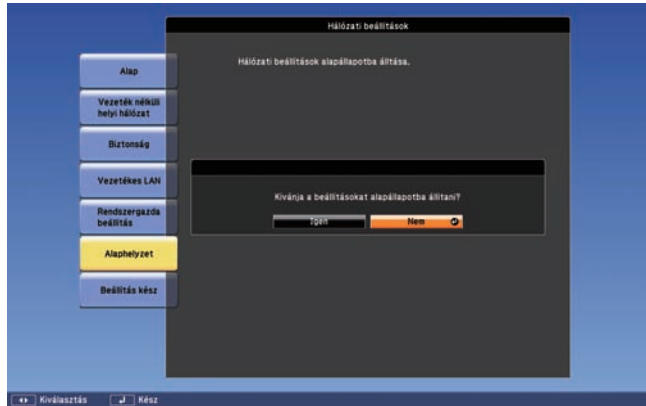 Hálózati beállítások
Hálózati beállítások alapállapotba álltása.
Alap
Vezeték nélküli
helyi hálózat
Biztonság
Vezetékes LAN
Rendszergazda
beállítás
Alaphelyzet
Beállítás kész
Kívánja a beállításokat alapállapotba állítani?
Igen
Nem
Kiválasztás
Kész